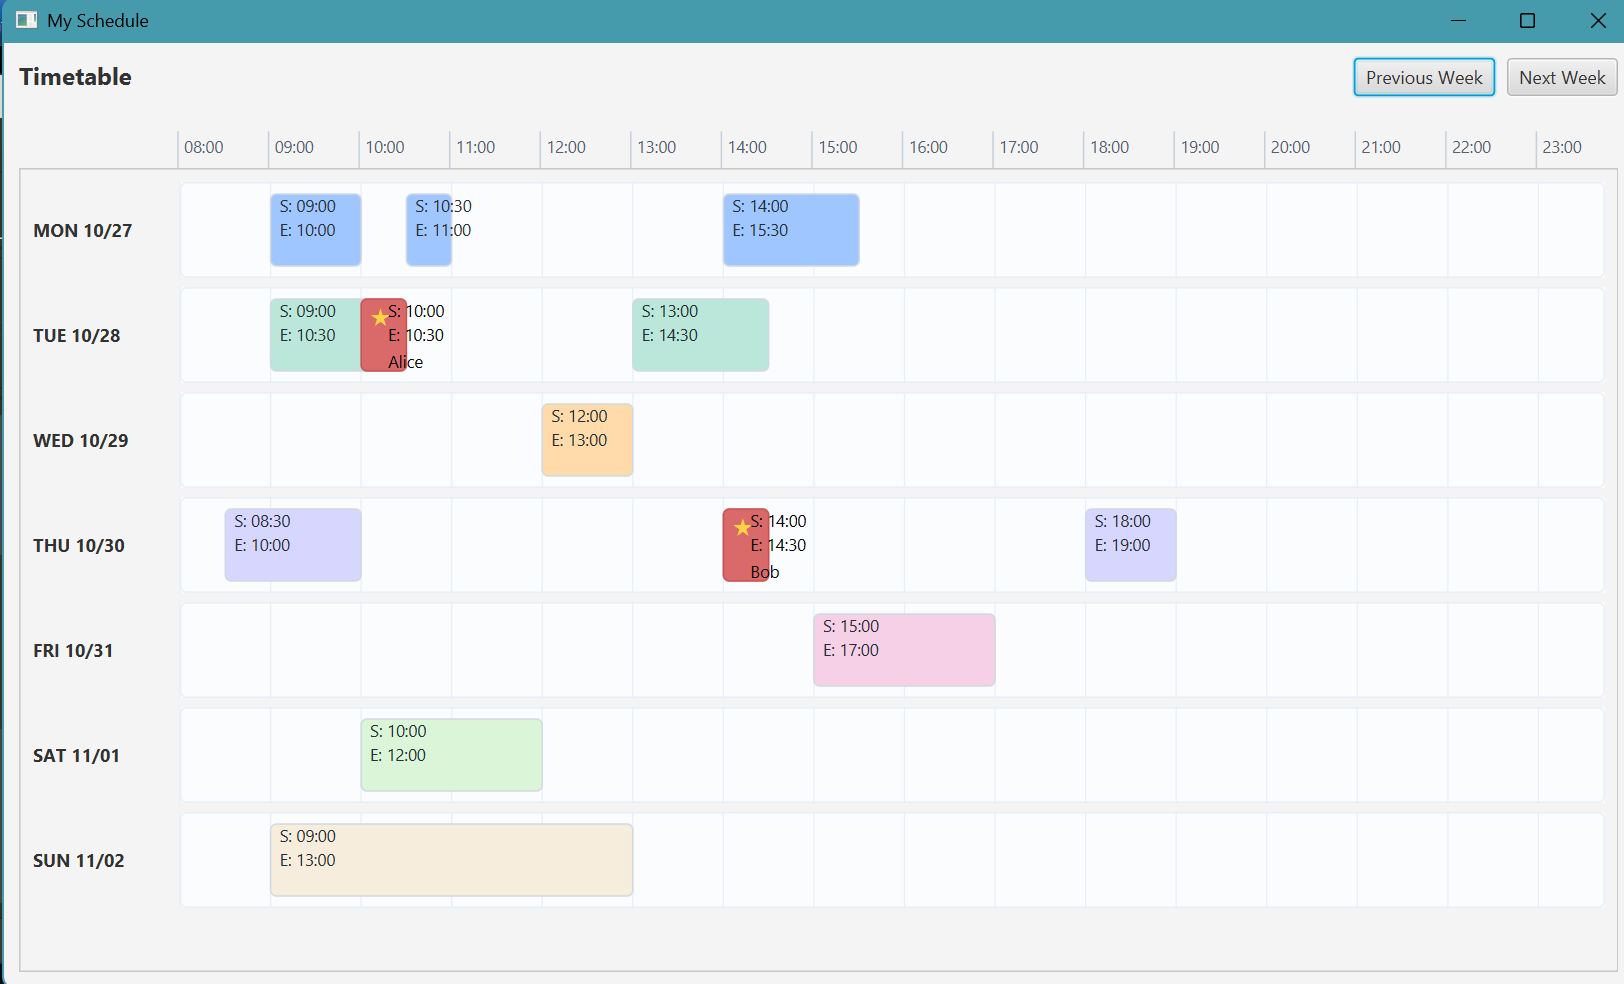 My Schedule
Timetable
Previous Week
Next Week
08:00 09:00 10:00 11:00 12:00 13:00 14:00 15:00 16:00 17:00 18:00 19:00 20:00 21:00 22:00 23:00
MON 10/27
S: 09:00
E: 10:00
S: 10:30
E: 11:00
S: 14:00
E: 15:30
TUE 10/28
S: 09:00
E: 10:30
S: 10:00
E: 10:30
Alice
S: 13:00
E: 14:30
WED 10/29
S: 12:00
E: 13:00
THU 10/30
S: 08:30
E: 10:00
S: 14:00
E: 14:30
Bob
S: 18:00
E: 19:00
FRI 10/31
S: 15:00
E: 17:00
SAT 11/01
S: 10:00
E: 12:00
SUN 11/02
S: 09:00
E: 13:00